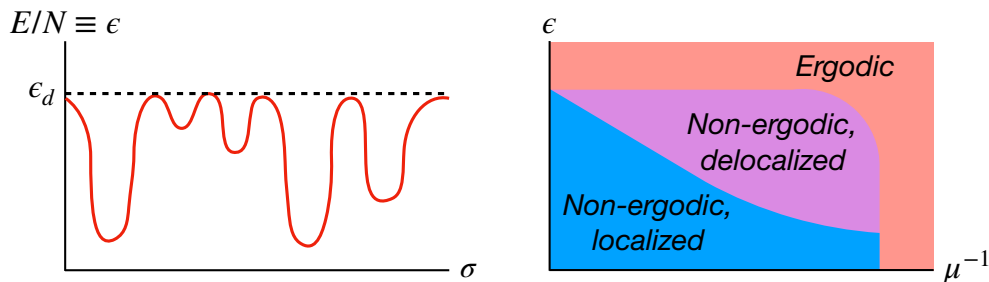 E/N ≡ ϵ
ϵ_d
σ
ϵ
Ergodic
Non-ergodic,
delocalized
Non-ergodic,
localized
μ⁻¹